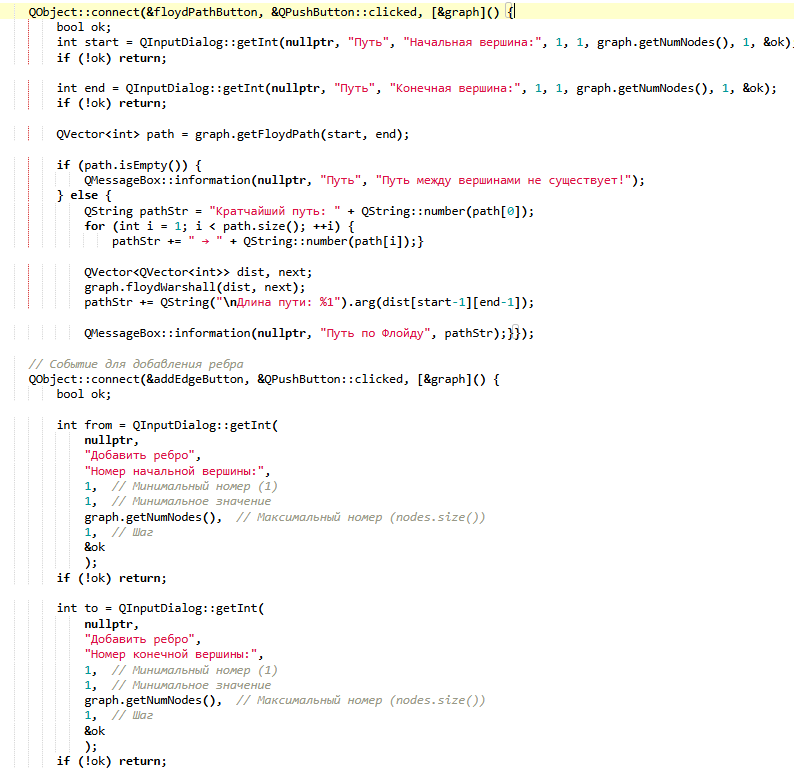 QObject::connect(&floydPathButton, &QPushButton::clicked, [&graph]() {
bool ok;
int start = QInputDialog::getInt(nullptr, "Путь", "Начальная вершина:", 1, 1, graph.getNumNodes(), 1, &ok);
if (!ok) return;
int end = QInputDialog::getInt(nullptr, "Путь", "Конечная вершина:", 1, 1, graph.getNumNodes(), 1, &ok);
if (!ok) return;
QVector<int> path = graph.getFloydPath(start, end);
if (path.isEmpty()) {
QMessageBox::information(nullptr, "Путь", "Путь между вершинами не существует!");
} else {
QString pathStr = "Кратчайший путь: " + QString::number(path[0]);
for (int i = 1; i < path.size(); ++i) {
pathStr += " → " + QString::number(path[i]);}
QVector<QVector<int>> dist, next;
graph.floydWarshall(dist, next);
pathStr += QString("\nДлина пути: %1").arg(dist[start-1][end-1]);
QMessageBox::information(nullptr, "Путь по Флойду", pathStr);}});
// Событие для добавления ребра
QObject::connect(&addEdgeButton, &QPushButton::clicked, [&graph]() {
bool ok;
int from = QInputDialog::getInt(
nullptr,
"Добавить ребро",
"Номер начальной вершины:",
1, // Минимальный номер (1)
1, // Минимальное значение
graph.getNumNodes(), // Максимальный номер (nodes.size())
1, // Шаг
&ok
);
if (!ok) return;
int to = QInputDialog::getInt(
nullptr,
"Добавить ребро",
"Номер конечной вершины:",
1, // Минимальный номер (1)
1, // Минимальное значение
graph.getNumNodes(), // Максимальный номер (nodes.size())
1, // Шаг
&ok
);
if (!ok) return;